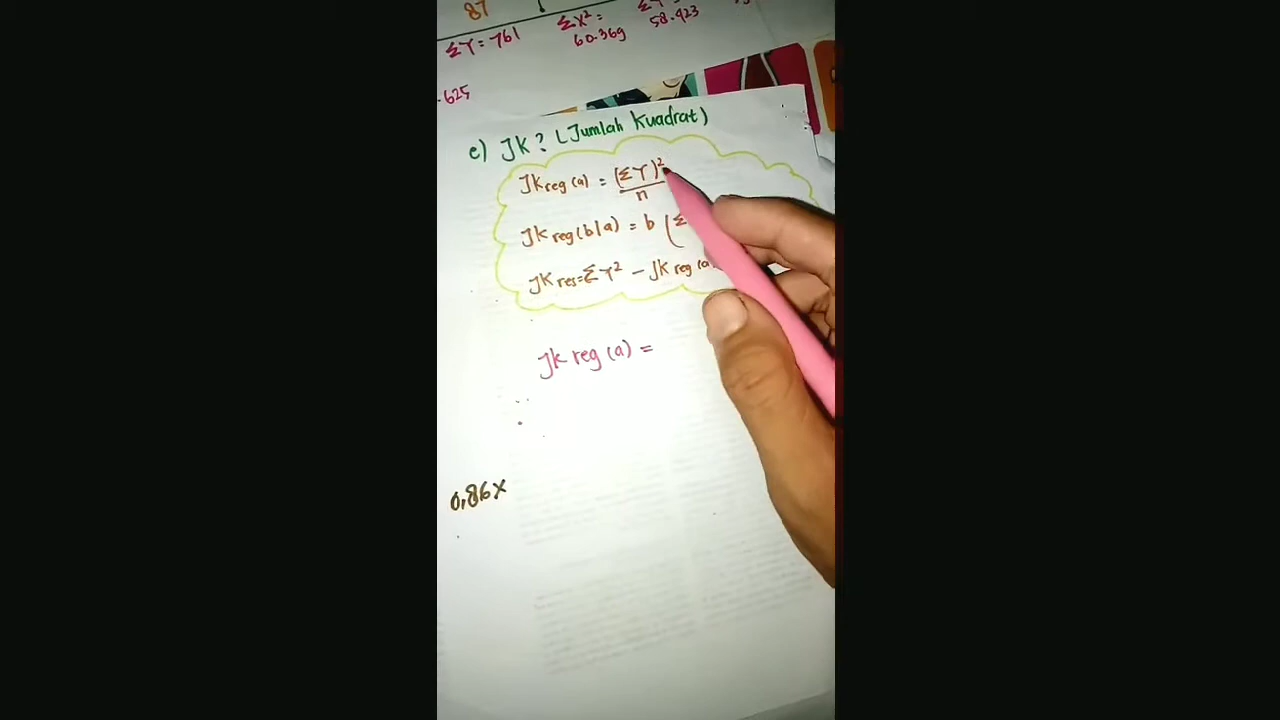 87
ΣY = 761
ΣX² =
60.369
58.423
.625
e) JK? (Jumlah Kuadrat)
JK reg (a) = (ΣY)²
n
JK reg (b/a) = b (Σ
JK res = ΣY² - JK reg (a
JK reg (a) =
0,86X